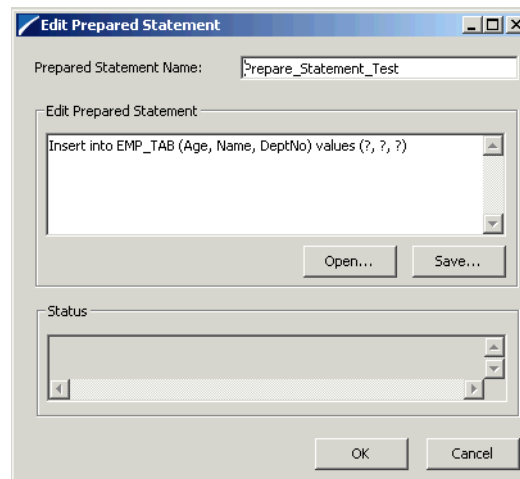 Edit Prepared Statement
Prepared Statement Name: Prepare_Statement_Test
Edit Prepared Statement
Insert into EMP_TAB (Age, Name, DeptNo) values (?, ?, ?)
Open... Save...
Status
OK Cancel